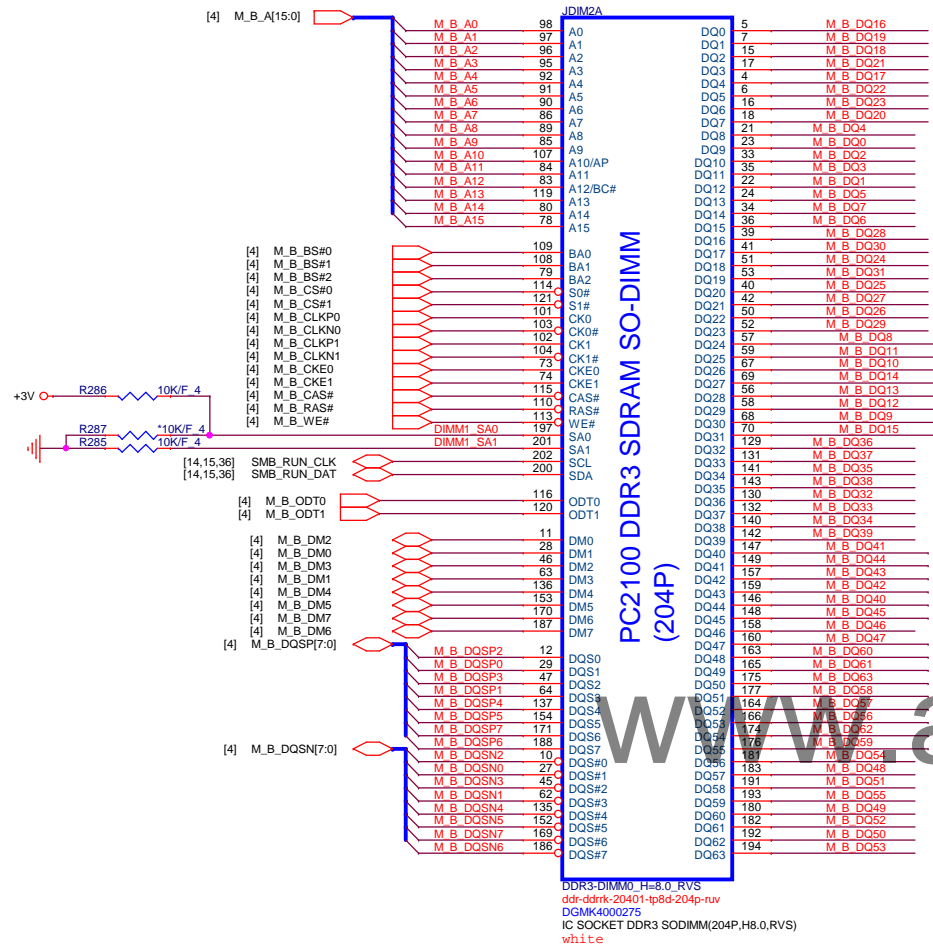 JDIM2A
[4] M_B_A[15:0]
M_B_A0 98 A0 DQ0 5 M_B_DQ16
M_B_A1 97 A1 DQ1 7 M_B_DQ19
M_B_A2 96 A2 DQ2 15 M_B_DQ18
M_B_A3 95 A3 DQ3 17 M_B_DQ21
M_B_A4 92 A4 DQ4 4 M_B_DQ17
M_B_A5 91 A5 DQ5 6 M_B_DQ22
M_B_A6 90 A6 DQ6 16 M_B_DQ23
M_B_A7 86 A7 DQ7 18 M_B_DQ20
M_B_A8 89 A8 DQ8 21 M_B_DQ4
M_B_A9 85 A9 DQ9 23 M_B_DQ0
M_B_A10 107 A10/AP DQ10 33 M_B_DQ2
M_B_A11 84 A11 DQ11 35 M_B_DQ3
M_B_A12 83 A12/BC# DQ12 22 M_B_DQ1
M_B_A13 119 A13 DQ13 24 M_B_DQ5
M_B_A14 80 A14 DQ14 34 M_B_DQ7
M_B_A15 78 A15 DQ15 36 M_B_DQ6
DQ16 39 M_B_DQ28
[4] M_B_BS#0 109 BA0 DQ17 41 M_B_DQ30
[4] M_B_BS#1 108 BA1 DQ18 51 M_B_DQ24
[4] M_B_BS#2 79 BA2 DQ19 53 M_B_DQ31
[4] M_B_CS#0 114 S0# DQ20 40 M_B_DQ25
[4] M_B_CS#1 121 S1# DQ21 42 M_B_DQ27
[4] M_B_CLKP0 101 CK0 DQ22 50 M_B_DQ26
[4] M_B_CLKN0 103 CK0# DQ23 52 M_B_DQ29
[4] M_B_CLKP1 102 CK1 DQ24 57 M_B_DQ8
[4] M_B_CLKN1 104 CK1# DQ25 59 M_B_DQ11
[4] M_B_CKE0 73 CKE0 DQ26 67 M_B_DQ10
[4] M_B_CKE1 74 CKE1 DQ27 69 M_B_DQ14
[4] M_B_CAS# 115 CAS# DQ28 56 M_B_DQ13
[4] M_B_RAS# 110 RAS# DQ29 58 M_B_DQ12
[4] M_B_WE# 113 WE# DQ30 68 M_B_DQ9
+3V R286 10K/F_4
R287 *10K/F_4 DIMM1_SA0 197 SA0 DQ31 70 M_B_DQ15
R285 10K/F_4 DIMM1_SA1 201 SA1 DQ32 129 M_B_DQ36
[14,15,36] SMB_RUN_CLK 202 SCL DQ33 131 M_B_DQ37
[14,15,36] SMB_RUN_DAT 200 SDA DQ34 141 M_B_DQ35
DQ35 143 M_B_DQ38
[4] M_B_ODT0 116 ODT0 DQ36 130 M_B_DQ32
[4] M_B_ODT1 120 ODT1 DQ37 132 M_B_DQ33
DQ38 140 M_B_DQ34
[4] M_B_DM2 11 DM0 DQ39 142 M_B_DQ39
[4] M_B_DM0 28 DM1 DQ40 147 M_B_DQ41
[4] M_B_DM3 46 DM2 DQ41 149 M_B_DQ44
[4] M_B_DM1 63 DM3 DQ42 157 M_B_DQ43
[4] M_B_DM4 136 DM4 DQ43 159 M_B_DQ42
[4] M_B_DM5 153 DM5 DQ44 146 M_B_DQ40
[4] M_B_DM7 170 DM6 DQ45 148 M_B_DQ45
[4] M_B_DM6 187 DM7 DQ46 158 M_B_DQ46
[4] M_B_DQSP[7:0] DQ47 160 M_B_DQ47
M_B_DQSP2 12 DQS0 DQ48 163 M_B_DQ60
M_B_DQSP0 29 DQS1 DQ49 165 M_B_DQ61
M_B_DQSP3 47 DQS2 DQ50 175 M_B_DQ63
M_B_DQSP1 64 DQS3 DQ51 177 M_B_DQ58
M_B_DQSP4 137 DQS4 DQ52 164 M_B_DQ57
M_B_DQSP5 154 DQS5 DQ53 166 M_B_DQ56
M_B_DQSP7 171 DQS6 DQ54 174 M_B_DQ62
[4] M_B_DQSN[7:0] M_B_DQSP6 188 DQS7 DQ55 176 M_B_DQ59
M_B_DQSN2 10 DQS#0 DQ56 181 M_B_DQ54
M_B_DQSN0 27 DQS#1 DQ57 183 M_B_DQ48
M_B_DQSN3 45 DQS#2 DQ58 191 M_B_DQ51
M_B_DQSN1 62 DQS#3 DQ59 193 M_B_DQ55
M_B_DQSN4 135 DQS#4 DQ60 180 M_B_DQ49
M_B_DQSN5 152 DQS#5 DQ61 182 M_B_DQ52
M_B_DQSN7 169 DQS#6 DQ62 192 M_B_DQ50
M_B_DQSN6 186 DQS#7 DQ63 194 M_B_DQ53
PC2100 DDR3 SDRAM SO-DIMM
(204P)
www.a
DDR3-DIMM0_H=8.0_RVS
ddr-ddrrk-20401-tp8d-204p-ruv
DGMK4000275
IC SOCKET DDR3 SODIMM(204P,H8.0,RVS)
white